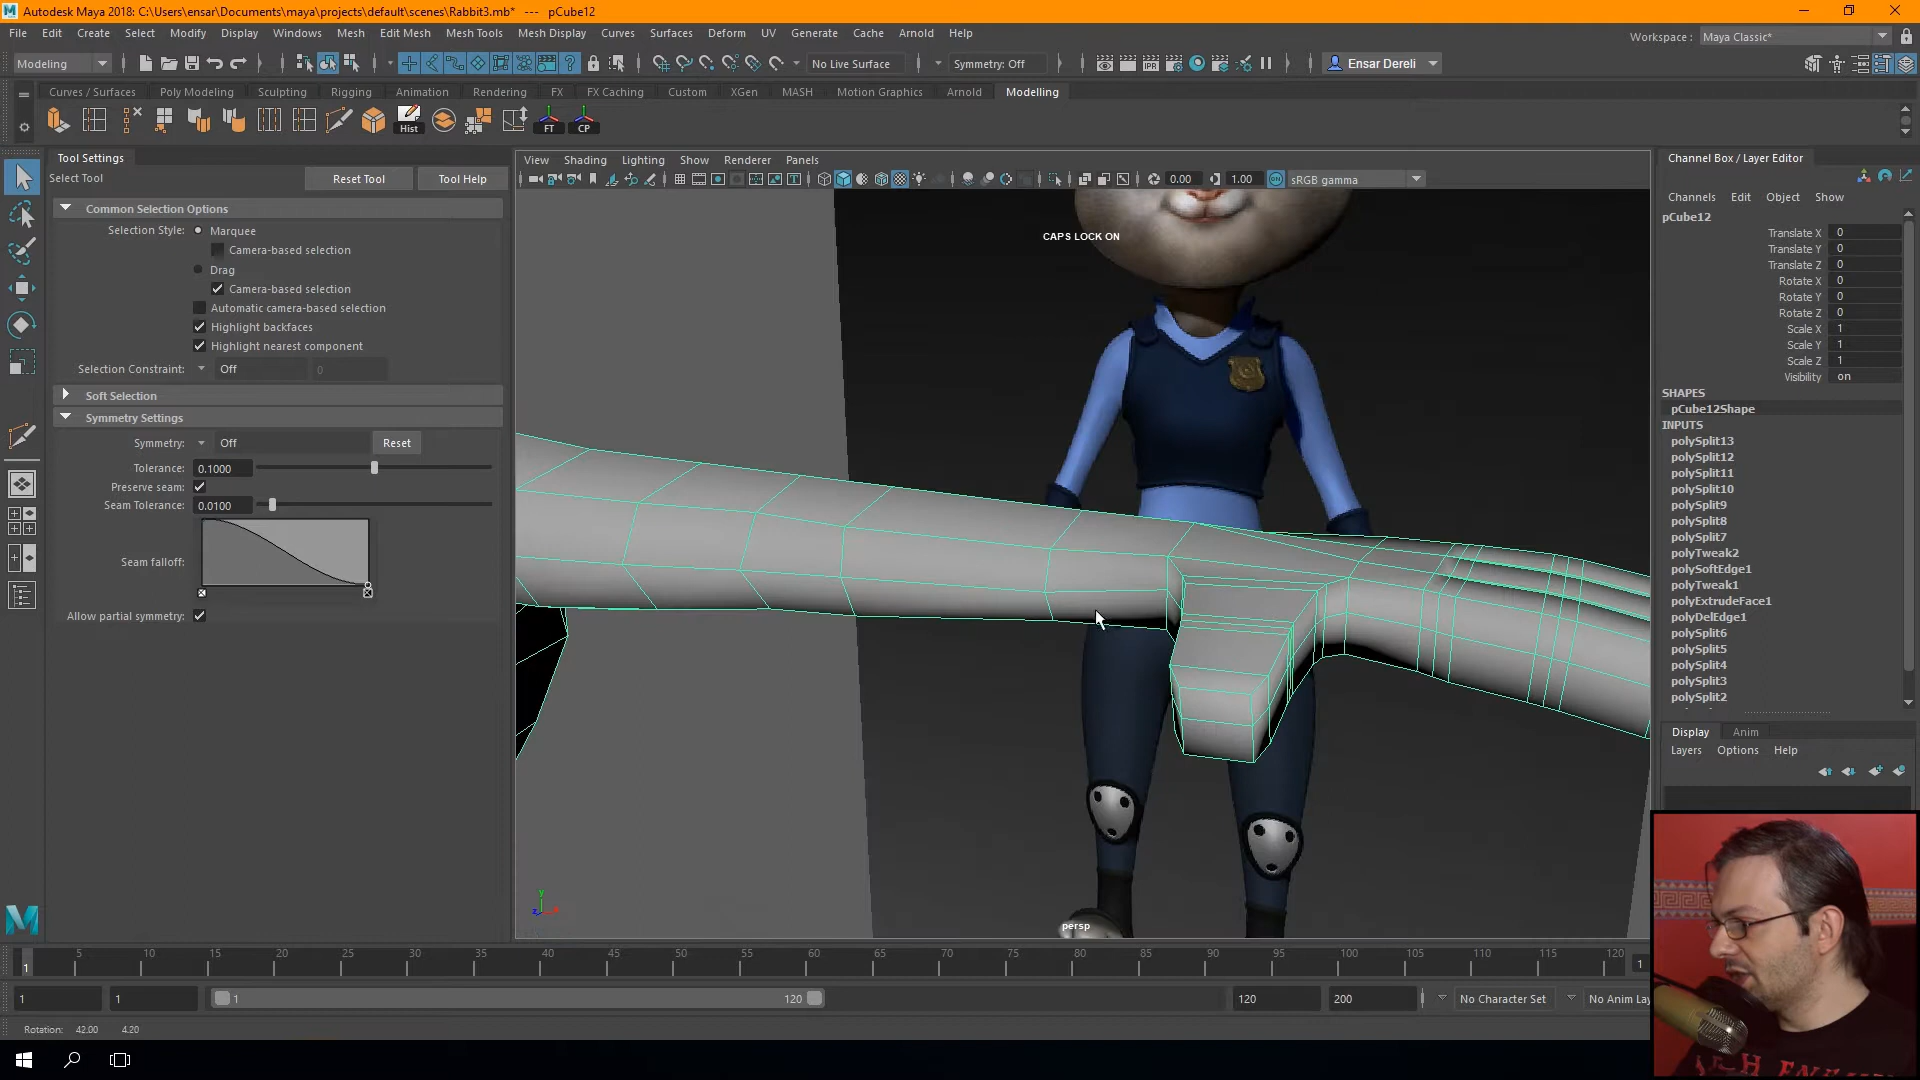 Autodesk Maya 2018: C:\Users\ensar\Documents\maya\projects\default\scenes\Rabbit3.mb* --- pCube12
File Edit Create Select Modify Display Windows Mesh Edit Mesh Mesh Tools Mesh Display Curves Surfaces Deform UV Generate Cache Arnold Help
Workspace : Maya Classic*
Modeling No Live Surface Symmetry: Off Ensar Dereli
Curves / Surfaces Poly Modeling Sculpting Rigging Animation Rendering FX FX Caching Custom XGen MASH Motion Graphics Arnold Modelling
Hist FT CP
Tool Settings
Select Tool Reset Tool Tool Help
Common Selection Options
Selection Style: Marquee
Camera-based selection
Drag
Camera-based selection
Automatic camera-based selection
Highlight backfaces
Highlight nearest component
Selection Constraint: Off 0
Soft Selection
Symmetry Settings
Symmetry: Off Reset
Tolerance: 0.1000
Preserve seam:
Seam Tolerance: 0.0100
Seam falloff:
Allow partial symmetry:
View Shading Lighting Show Renderer Panels
0.00 1.00 sRGB gamma
CAPS LOCK ON
persp
Channel Box / Layer Editor
Channels Edit Object Show
pCube12
Translate X 0
Translate Y 0
Translate Z 0
Rotate X 0
Rotate Y 0
Rotate Z 0
Scale X 1
Scale Y 1
Scale Z 1
Visibility on
SHAPES
pCube12Shape
INPUTS
polySplit13
polySplit12
polySplit11
polySplit10
polySplit9
polySplit8
polySplit7
polyTweak2
polySoftEdge1
polyTweak1
polyExtrudeFace1
polyDelEdge1
polySplit6
polySplit5
polySplit4
polySplit3
polySplit2
Display Anim
Layers Options Help
5 10 15 20 25 30 35 40 45 50 55 60 65 70 75 80 85 90 95 100 105 110 115 120
1 1
1 1 1 120 120 200 No Character Set No Anim Lay
Rotation: 42.00 4.20